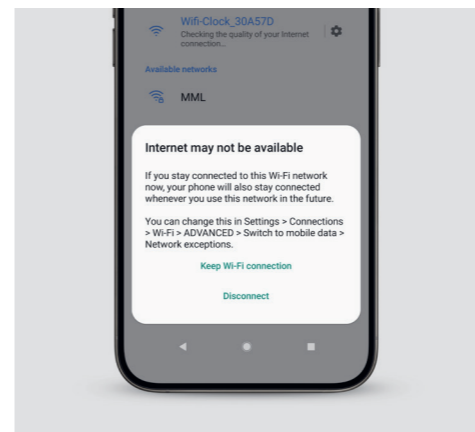 Wifi-Clock_30A57D
Checking the quality of your Internet
connection...
Available networks
MML
Internet may not be available
If you stay connected to this Wi-Fi network
now, your phone will also stay connected
whenever you use this network in the future.
You can change this in Settings > Connections
> Wi-Fi > ADVANCED > Switch to mobile data >
Network exceptions.
Keep Wi-Fi connection
Disconnect